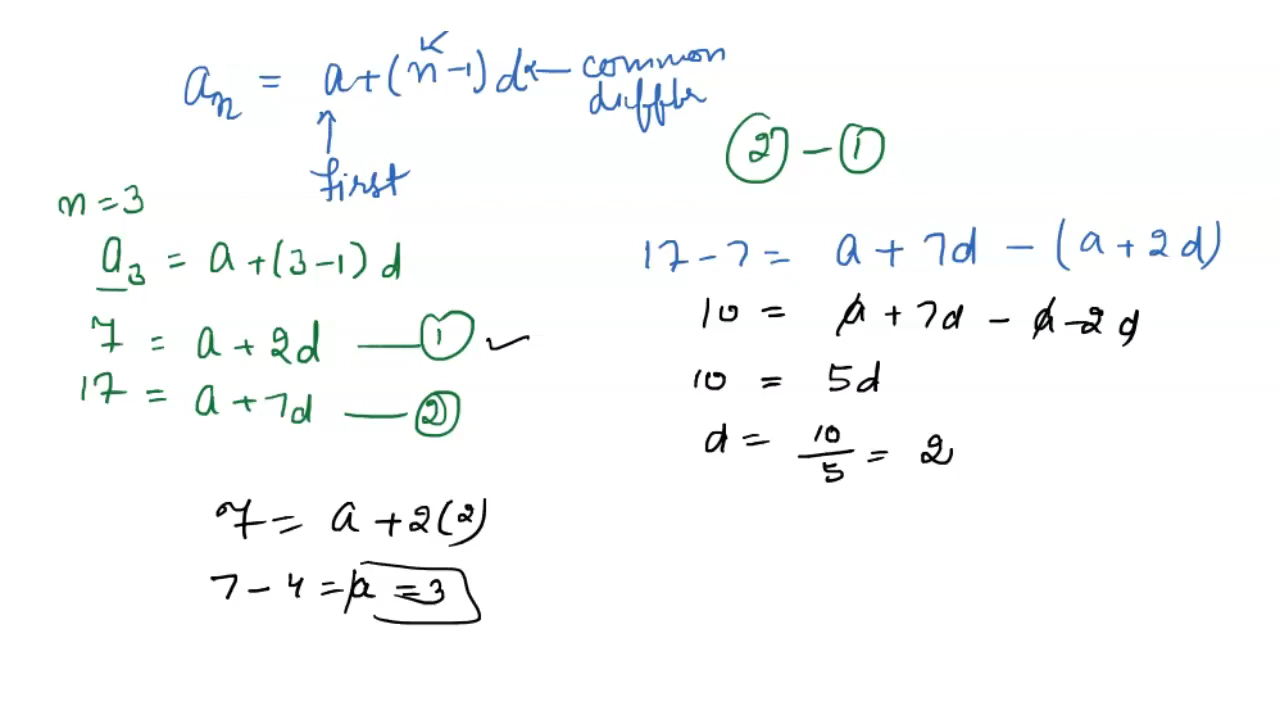 aₙ = a + (n-1) d ← common
differ
first
② - ①
n = 3
a₃ = a + (3-1) d
7 = a + 2d — ①
17 = a + 7d — ②
17 - 7 = a + 7d - (a + 2d)
10 = a + 7d - a - 2d
10 = 5d
d = 10/5 = 2
7 = a + 2(2)
7 - 4 = a = 3